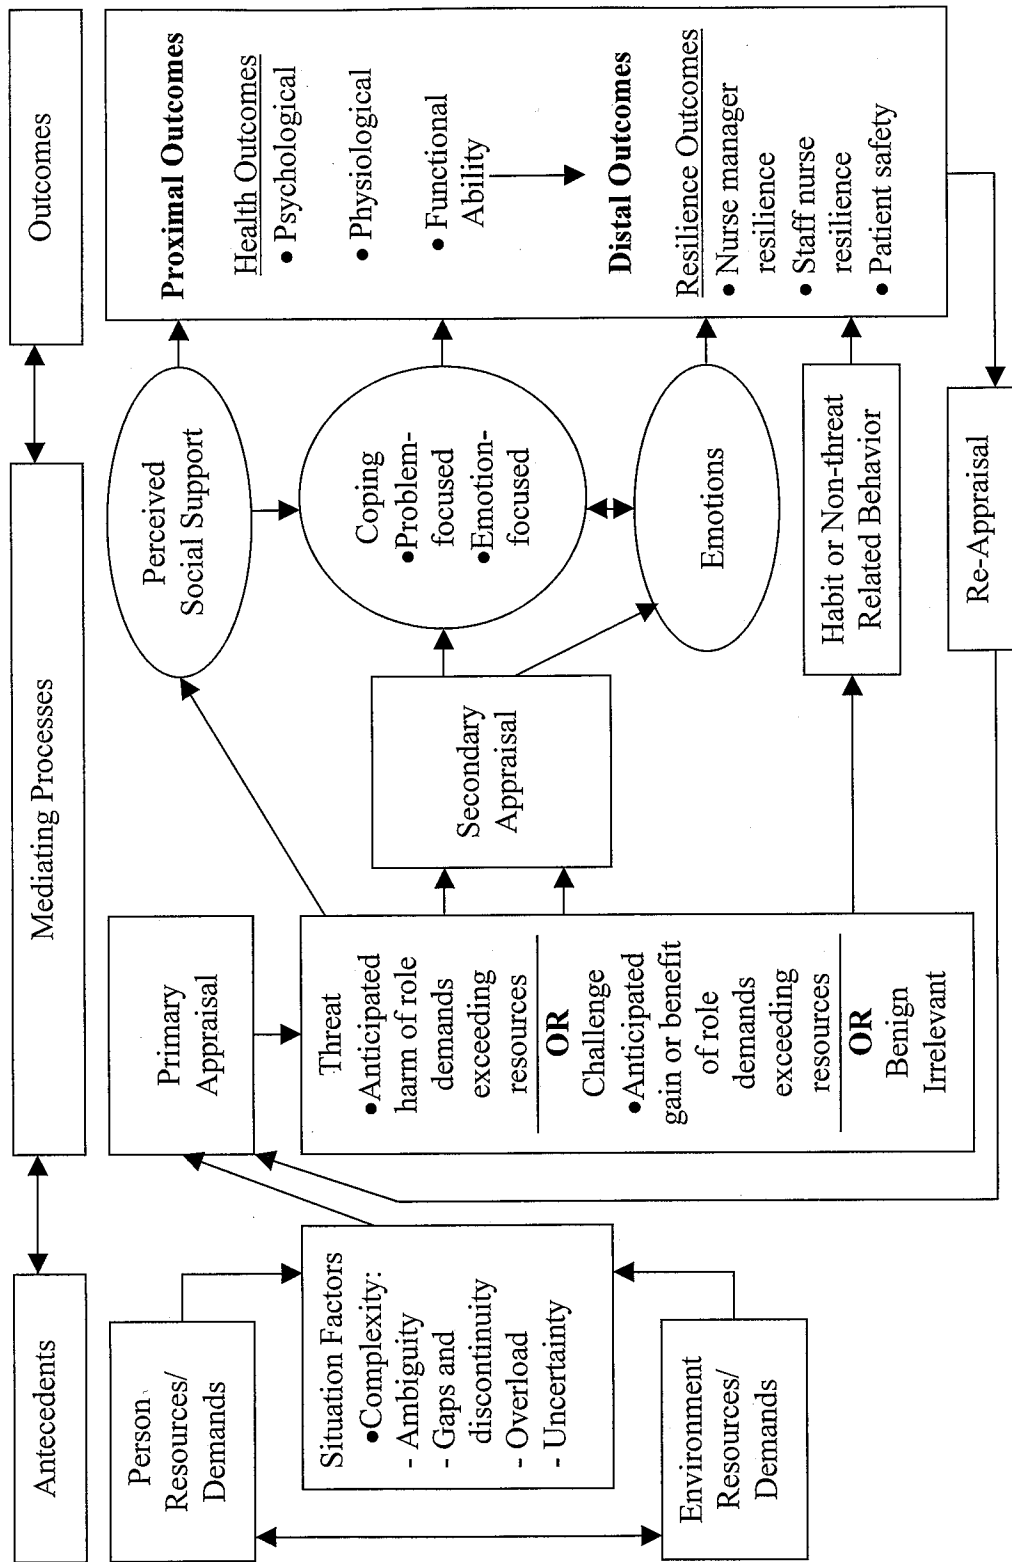 Antecedents
Mediating Processes
Outcomes
Person
Resources/
Demands
Situation Factors
•Complexity:
- Ambiguity
- Gaps and
discontinuity
- Overload
- Uncertainty
Environment
Resources/
Demands
Primary
Appraisal
Threat
•Anticipated
harm of role
demands
exceeding
resources
OR
Challenge
•Anticipated
gain or benefit
of role
demands
exceeding
resources
OR
Benign
Irrelevant
Secondary
Appraisal
Perceived
Social Support
Coping
•Problem-
focused
•Emotion-
focused
Emotions
Habit or Non-threat
Related Behavior
Re-Appraisal
Proximal Outcomes
Health Outcomes
• Psychological
• Physiological
• Functional
Ability
Distal Outcomes
Resilience Outcomes
• Nurse manager
resilience
• Staff nurse
resilience
• Patient safety